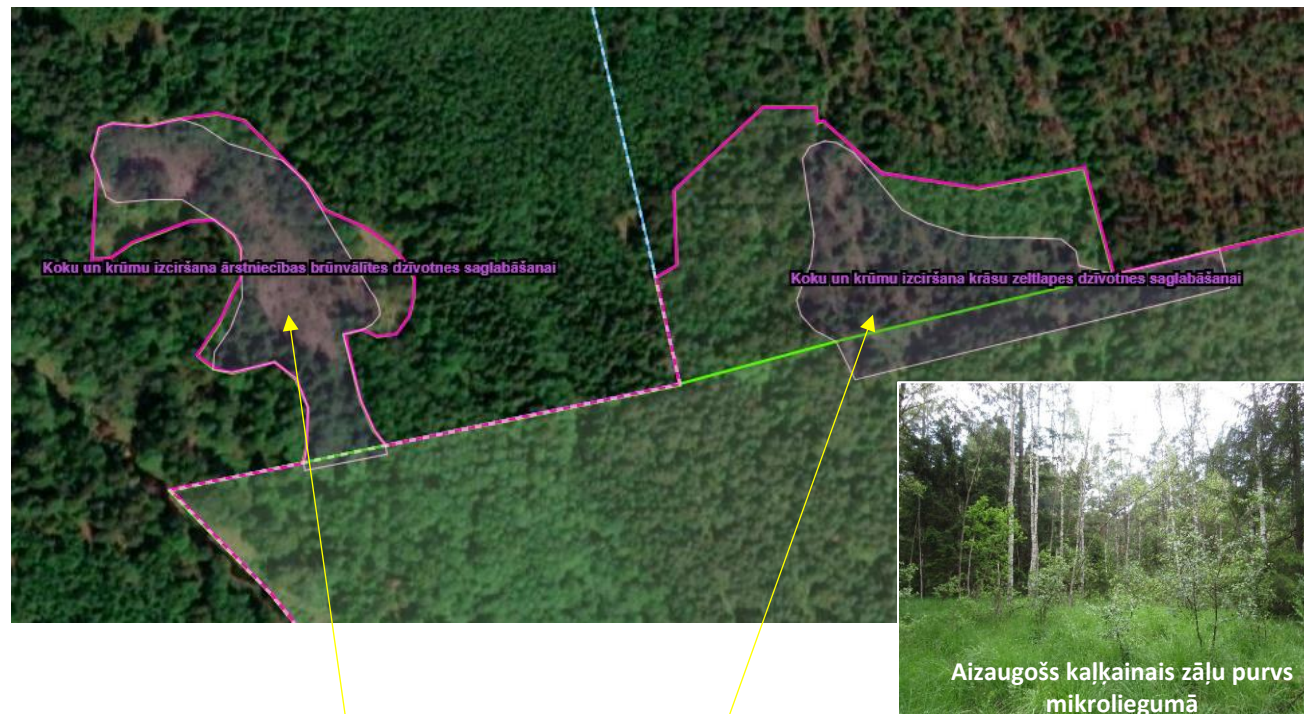 Koku un krūmu izciršana ārstniecības brūnvālītes dzīvotnes saglabāšanai
Koku un krūmu izciršana krāsu zeltlapes dzīvotnes saglabāšanai
Aizaugošs kaļķainais zāļu purvs
mikroliegumā